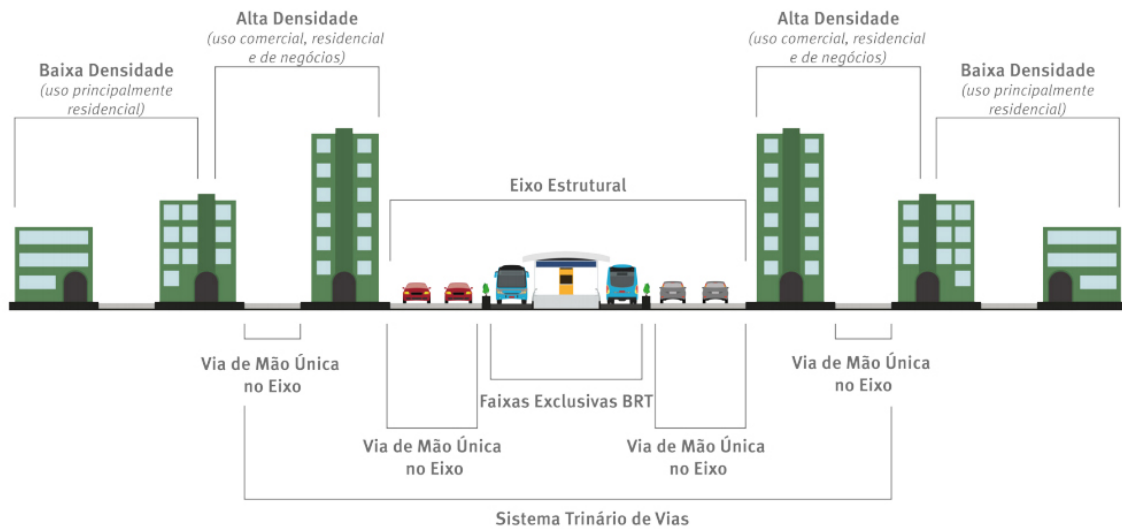 Alta Densidade
(uso comercial, residencial
e de negócios)
Alta Densidade
(uso comercial, residencial
e de negócios)
Baixa Densidade
(uso principalmente
residencial)
Baixa Densidade
(uso principalmente
residencial)
Eixo Estrutural
Via de Mão Única
no Eixo
Via de Mão Única
no Eixo
Faixas Exclusivas BRT
Via de Mão Única
no Eixo
Via de Mão Única
no Eixo
Sistema Trinário de Vias